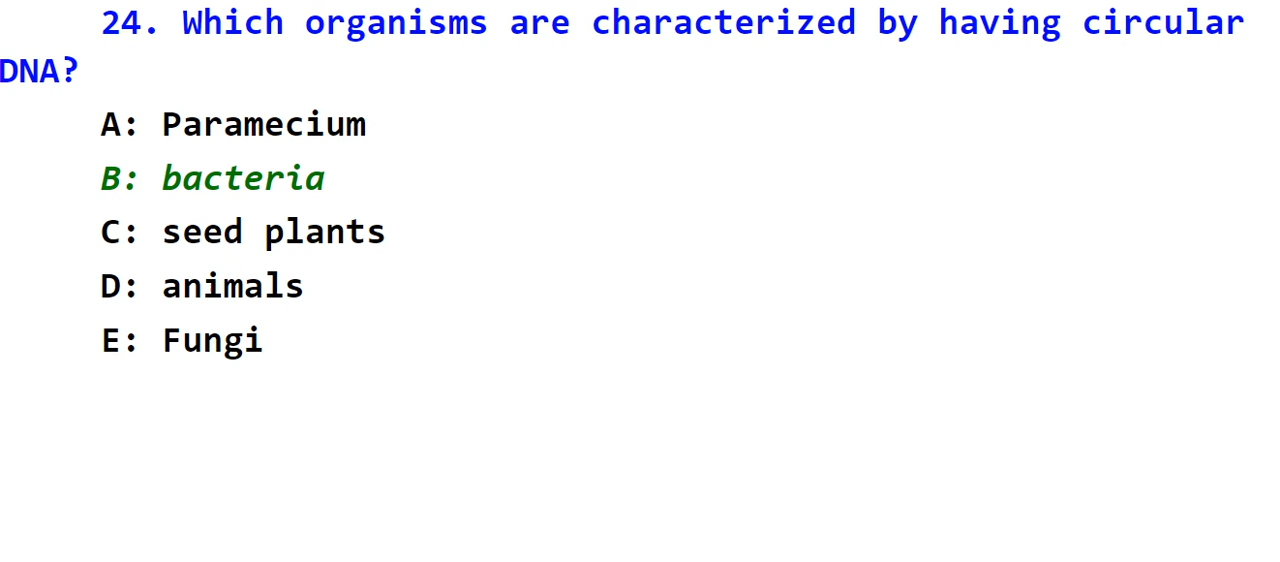 24. Which organisms are characterized by having circular
DNA?
A: Paramecium
B: bacteria
C: seed plants
D: animals
E: Fungi